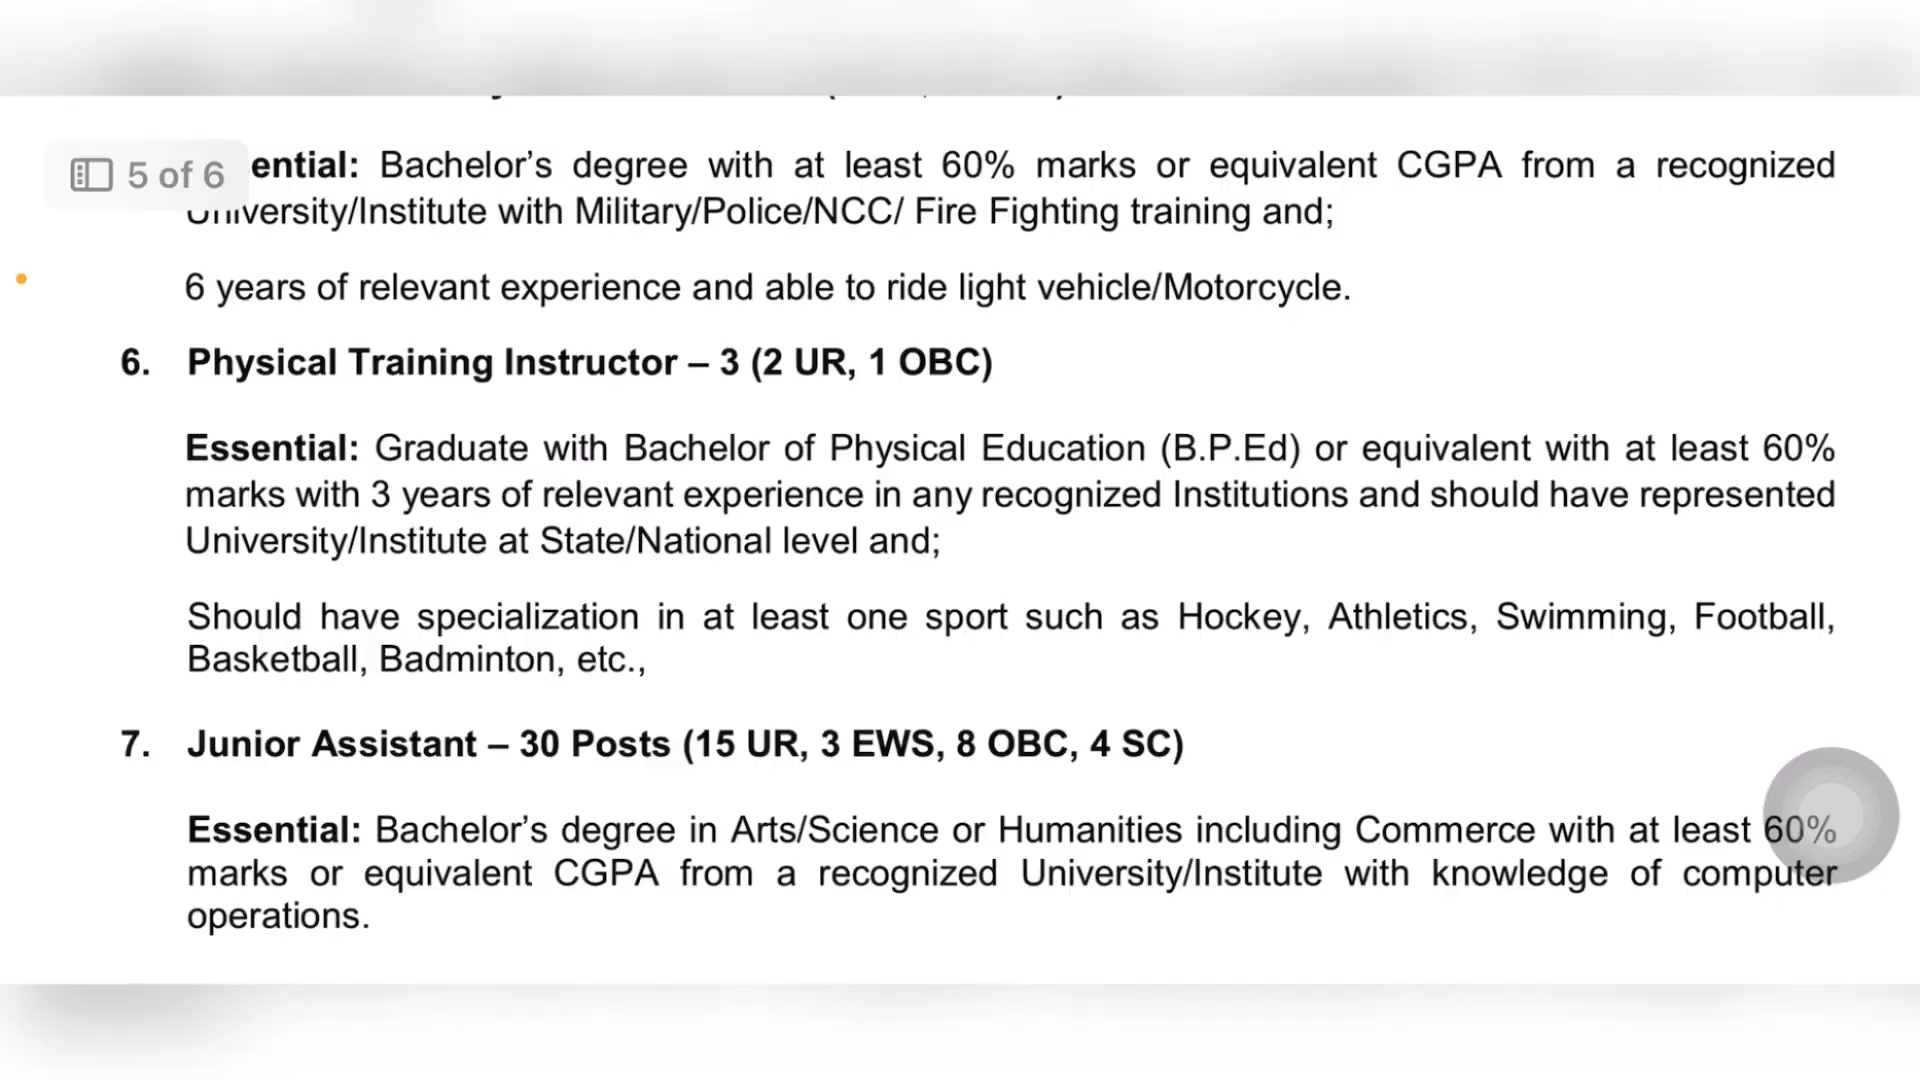 5 of 6
ential: Bachelor’s degree with at least 60% marks or equivalent CGPA from a recognized
University/Institute with Military/Police/NCC/ Fire Fighting training and;
6 years of relevant experience and able to ride light vehicle/Motorcycle.
6. Physical Training Instructor – 3 (2 UR, 1 OBC)
Essential: Graduate with Bachelor of Physical Education (B.P.Ed) or equivalent with at least 60%
marks with 3 years of relevant experience in any recognized Institutions and should have represented
University/Institute at State/National level and;
Should have specialization in at least one sport such as Hockey, Athletics, Swimming, Football,
Basketball, Badminton, etc.,
7. Junior Assistant – 30 Posts (15 UR, 3 EWS, 8 OBC, 4 SC)
Essential: Bachelor’s degree in Arts/Science or Humanities including Commerce with at least 60%
marks or equivalent CGPA from a recognized University/Institute with knowledge of computer
operations.